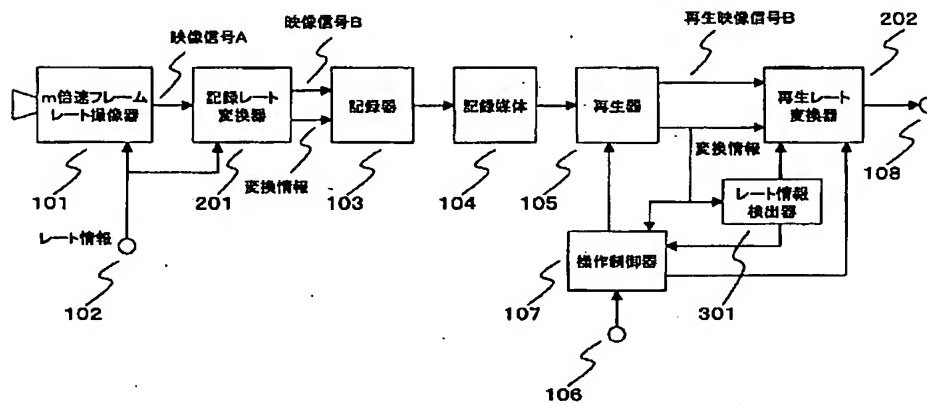 映像信号A
映像信号B
再生映像信号B
202
m倍速フレーム
レート撮像器
記録レート
変換器
記録器
記録媒体
再生器
再生レート
変換器
101
201
変換情報
103
104
105
変換情報
108
レート情報
102
レート情報
検出器
操作制御器
107
301
106